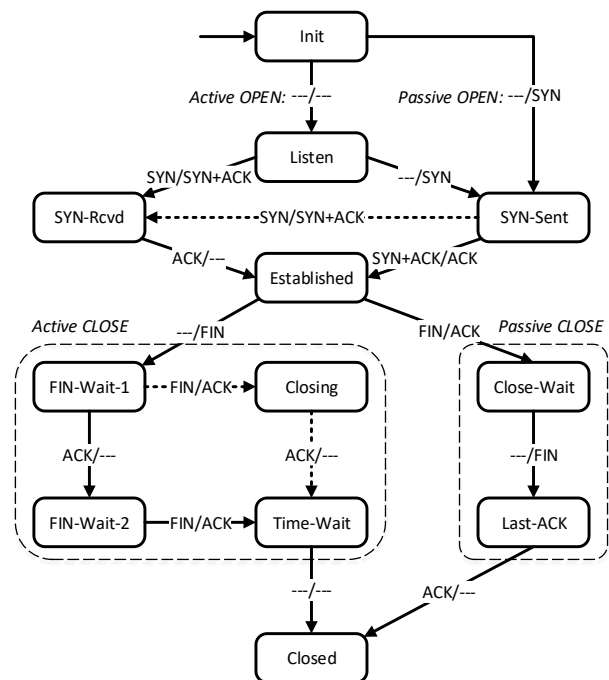 Init
Active OPEN: ---/---
Passive OPEN: ---/SYN
Listen
SYN/SYN+ACK
---/SYN
SYN-Rcvd
SYN/SYN+ACK
SYN-Sent
ACK/---
SYN+ACK/ACK
Established
Active CLOSE
---/FIN
FIN/ACK
Passive CLOSE
FIN-Wait-1
FIN/ACK
Closing
Close-Wait
ACK/---
ACK/---
---/FIN
FIN-Wait-2
FIN/ACK
Time-Wait
Last-ACK
---/---
ACK/---
Closed